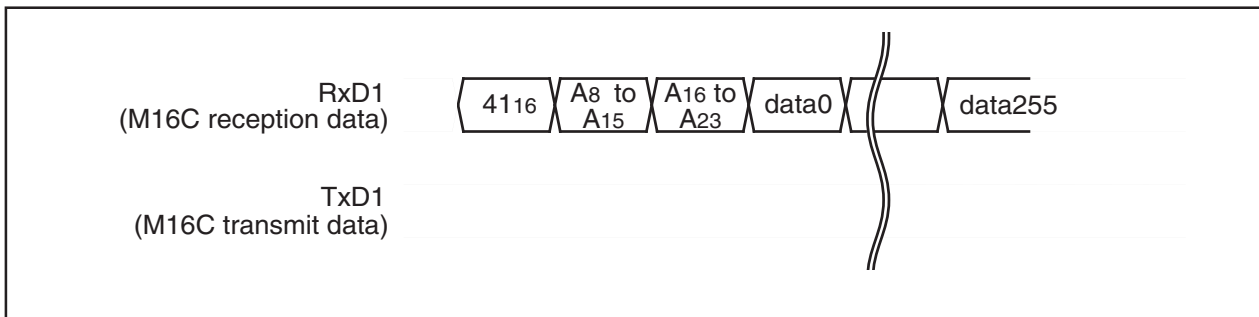 RxD1
(M16C reception data)
4116
A8 to
A15
A16 to
A23
data0
data255
TxD1
(M16C transmit data)